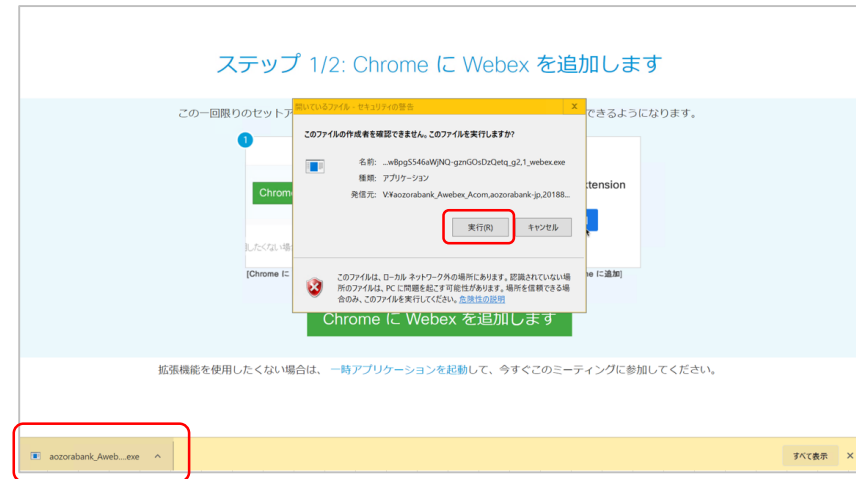 ステップ 1/2: Chrome に Webex を追加します
この一回限りのセットア
できるようになります。
開いているファイル - セキュリティの警告
x
このファイルの作成者を確認できません。このファイルを実行しますか?
名前: ...wBpgS546aWjNQ-gznGOsDzQetq_g2,1_webex.exe
種類: アプリケーション
発信元: V:¥aozorabank_Awebex_Acom,aozorabank-jp,20188...
実行(R)
キャンセル
このファイルは、ローカル ネットワーク外の場所にあります。認識されていない場
所のファイルは、PC に問題を起こす可能性があります。場所を信頼できる場
合のみ、このファイルを実行してください。危険性の説明
1
Chrom
したくない場
[Chrome に
tension
me に追加]
Chrome に Webex を追加します
拡張機能を使用したくない場合は、 一時アプリケーションを起動して、今すぐこのミーティングに参加してください。
aozorabank_Aweb....exe
すべて表示
×